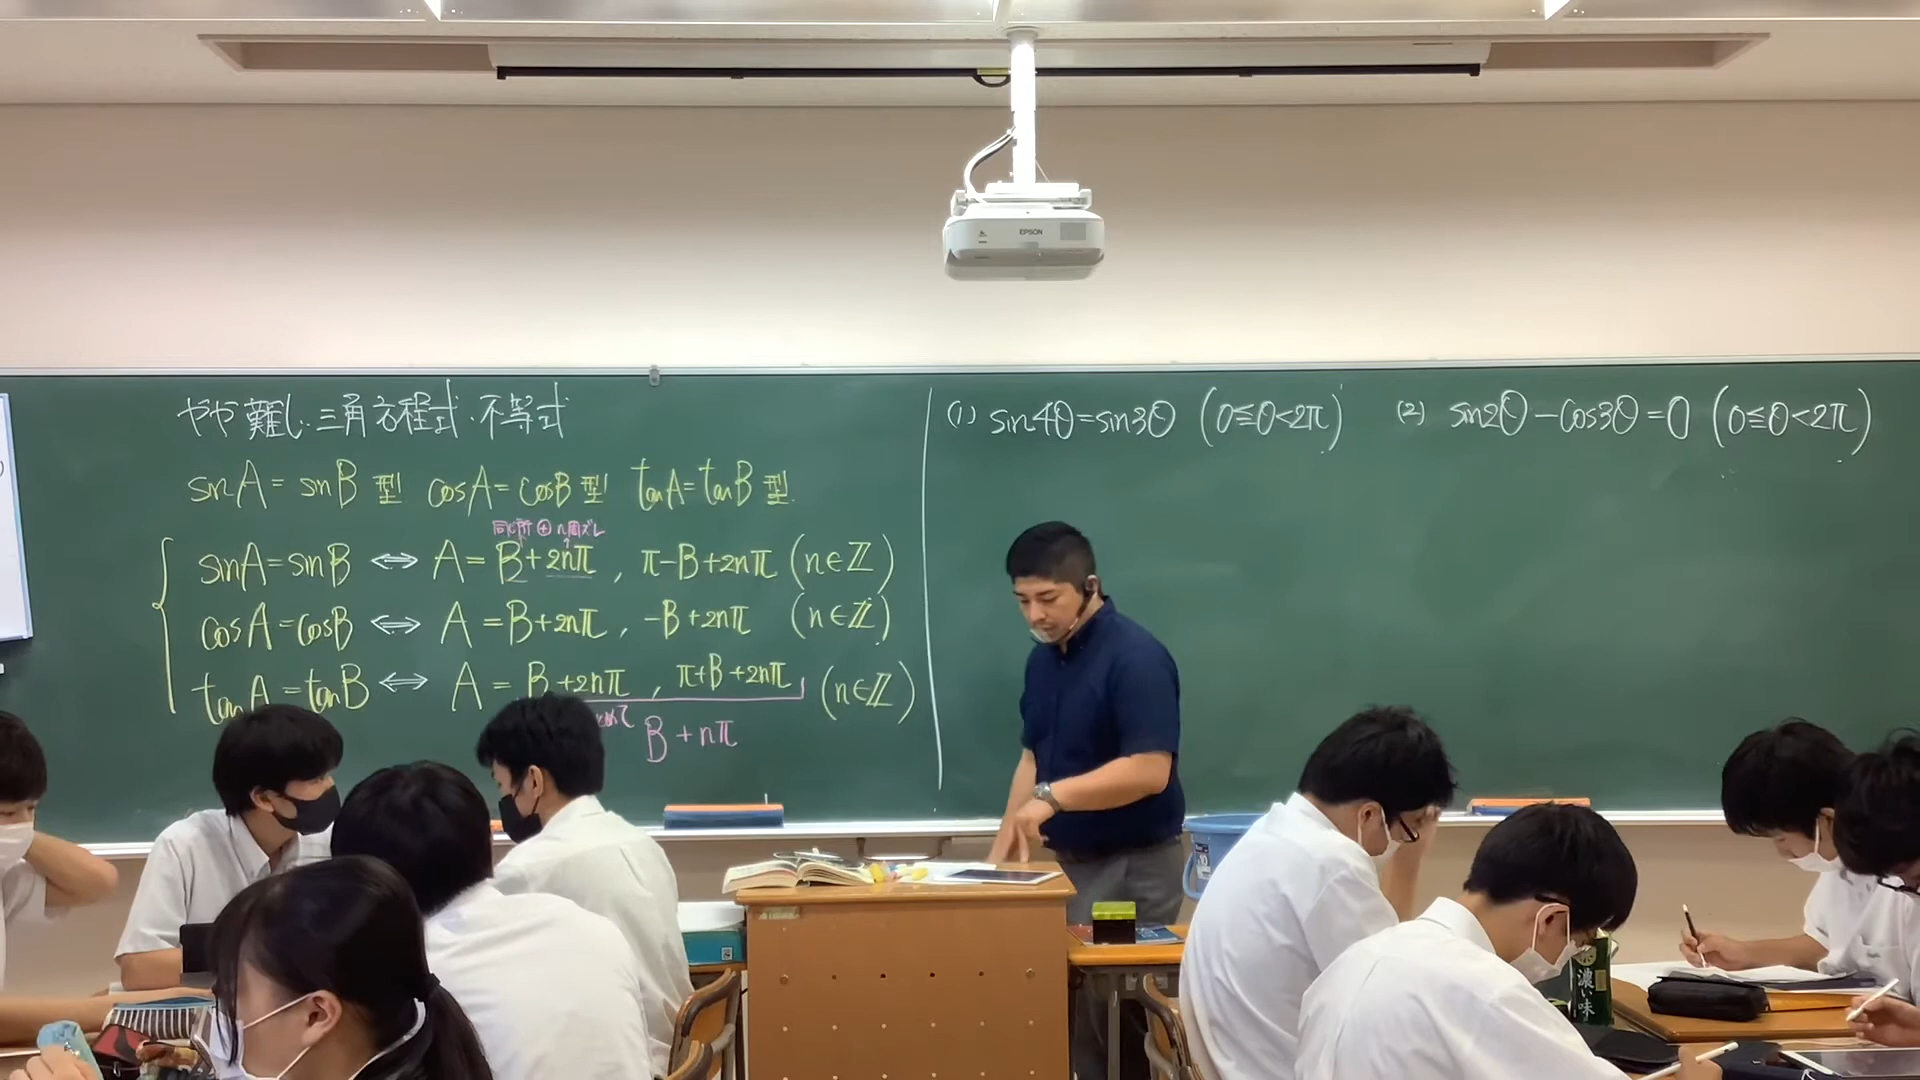 やや難しい三角方程式・不等式
sinA = sinB 型 cosA = cosB 型 tanA = tanB 型
同じ所 ⊕ n周ズレ
sinA = sinB ⇔ A = B + 2nπ , π - B + 2nπ (n∈ℤ)
cosA = cosB ⇔ A = B + 2nπ , -B + 2nπ (n∈ℤ)
tanA = tanB ⇔ A = B + 2nπ , π + B + 2nπ (n∈ℤ)
B + nπ
(1) sin4θ = sin3θ (0≦θ<2π)
(2) sin2θ - cos3θ = 0 (0≦θ<2π)
EPSON
濃い味